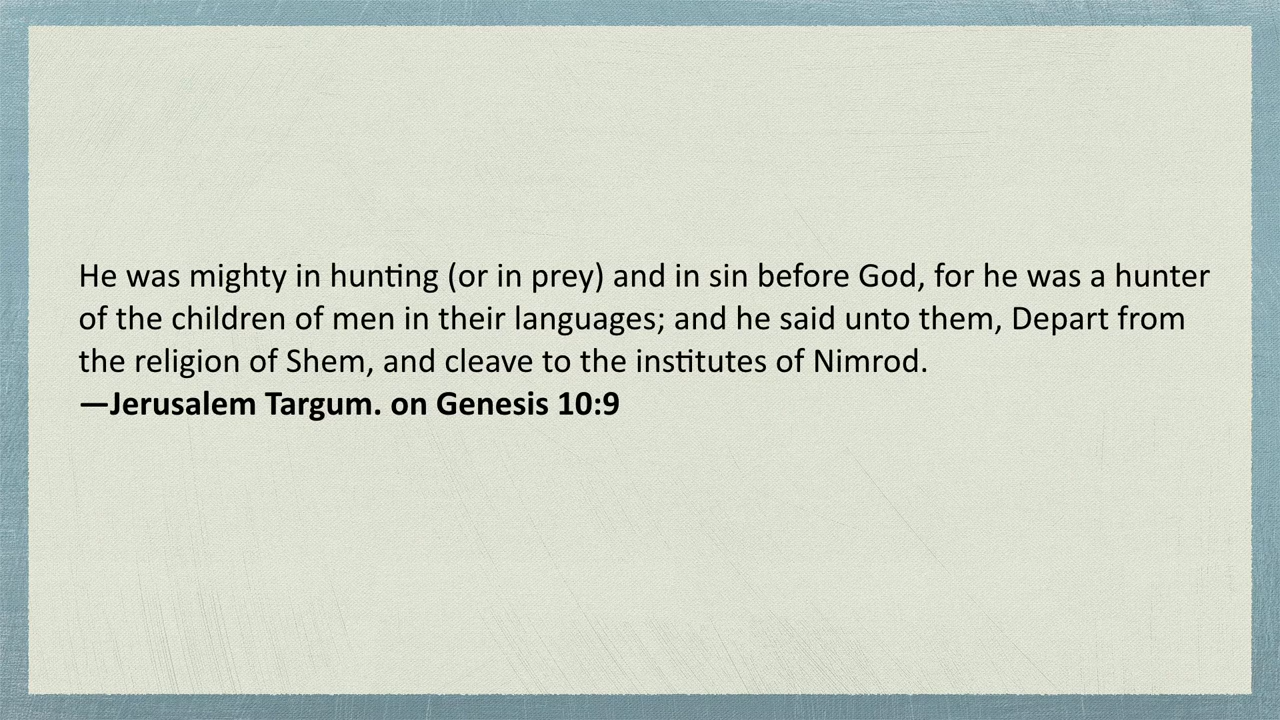 He was mighty in hunting (or in prey) and in sin before God, for he was a hunter
of the children of men in their languages; and he said unto them, Depart from
the religion of Shem, and cleave to the institutes of Nimrod.
—Jerusalem Targum. on Genesis 10:9